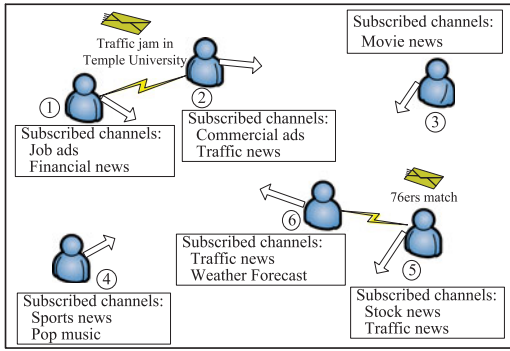 Traffic jam in
Temple University
1
2
Subscribed channels:
Job ads
Financial news
Subscribed channels:
Commercial ads
Traffic news
Subscribed channels:
Movie news
3
76ers match
6
5
Subscribed channels:
Traffic news
Weather Forecast
4
Subscribed channels:
Sports news
Pop music
Subscribed channels:
Stock news
Traffic news